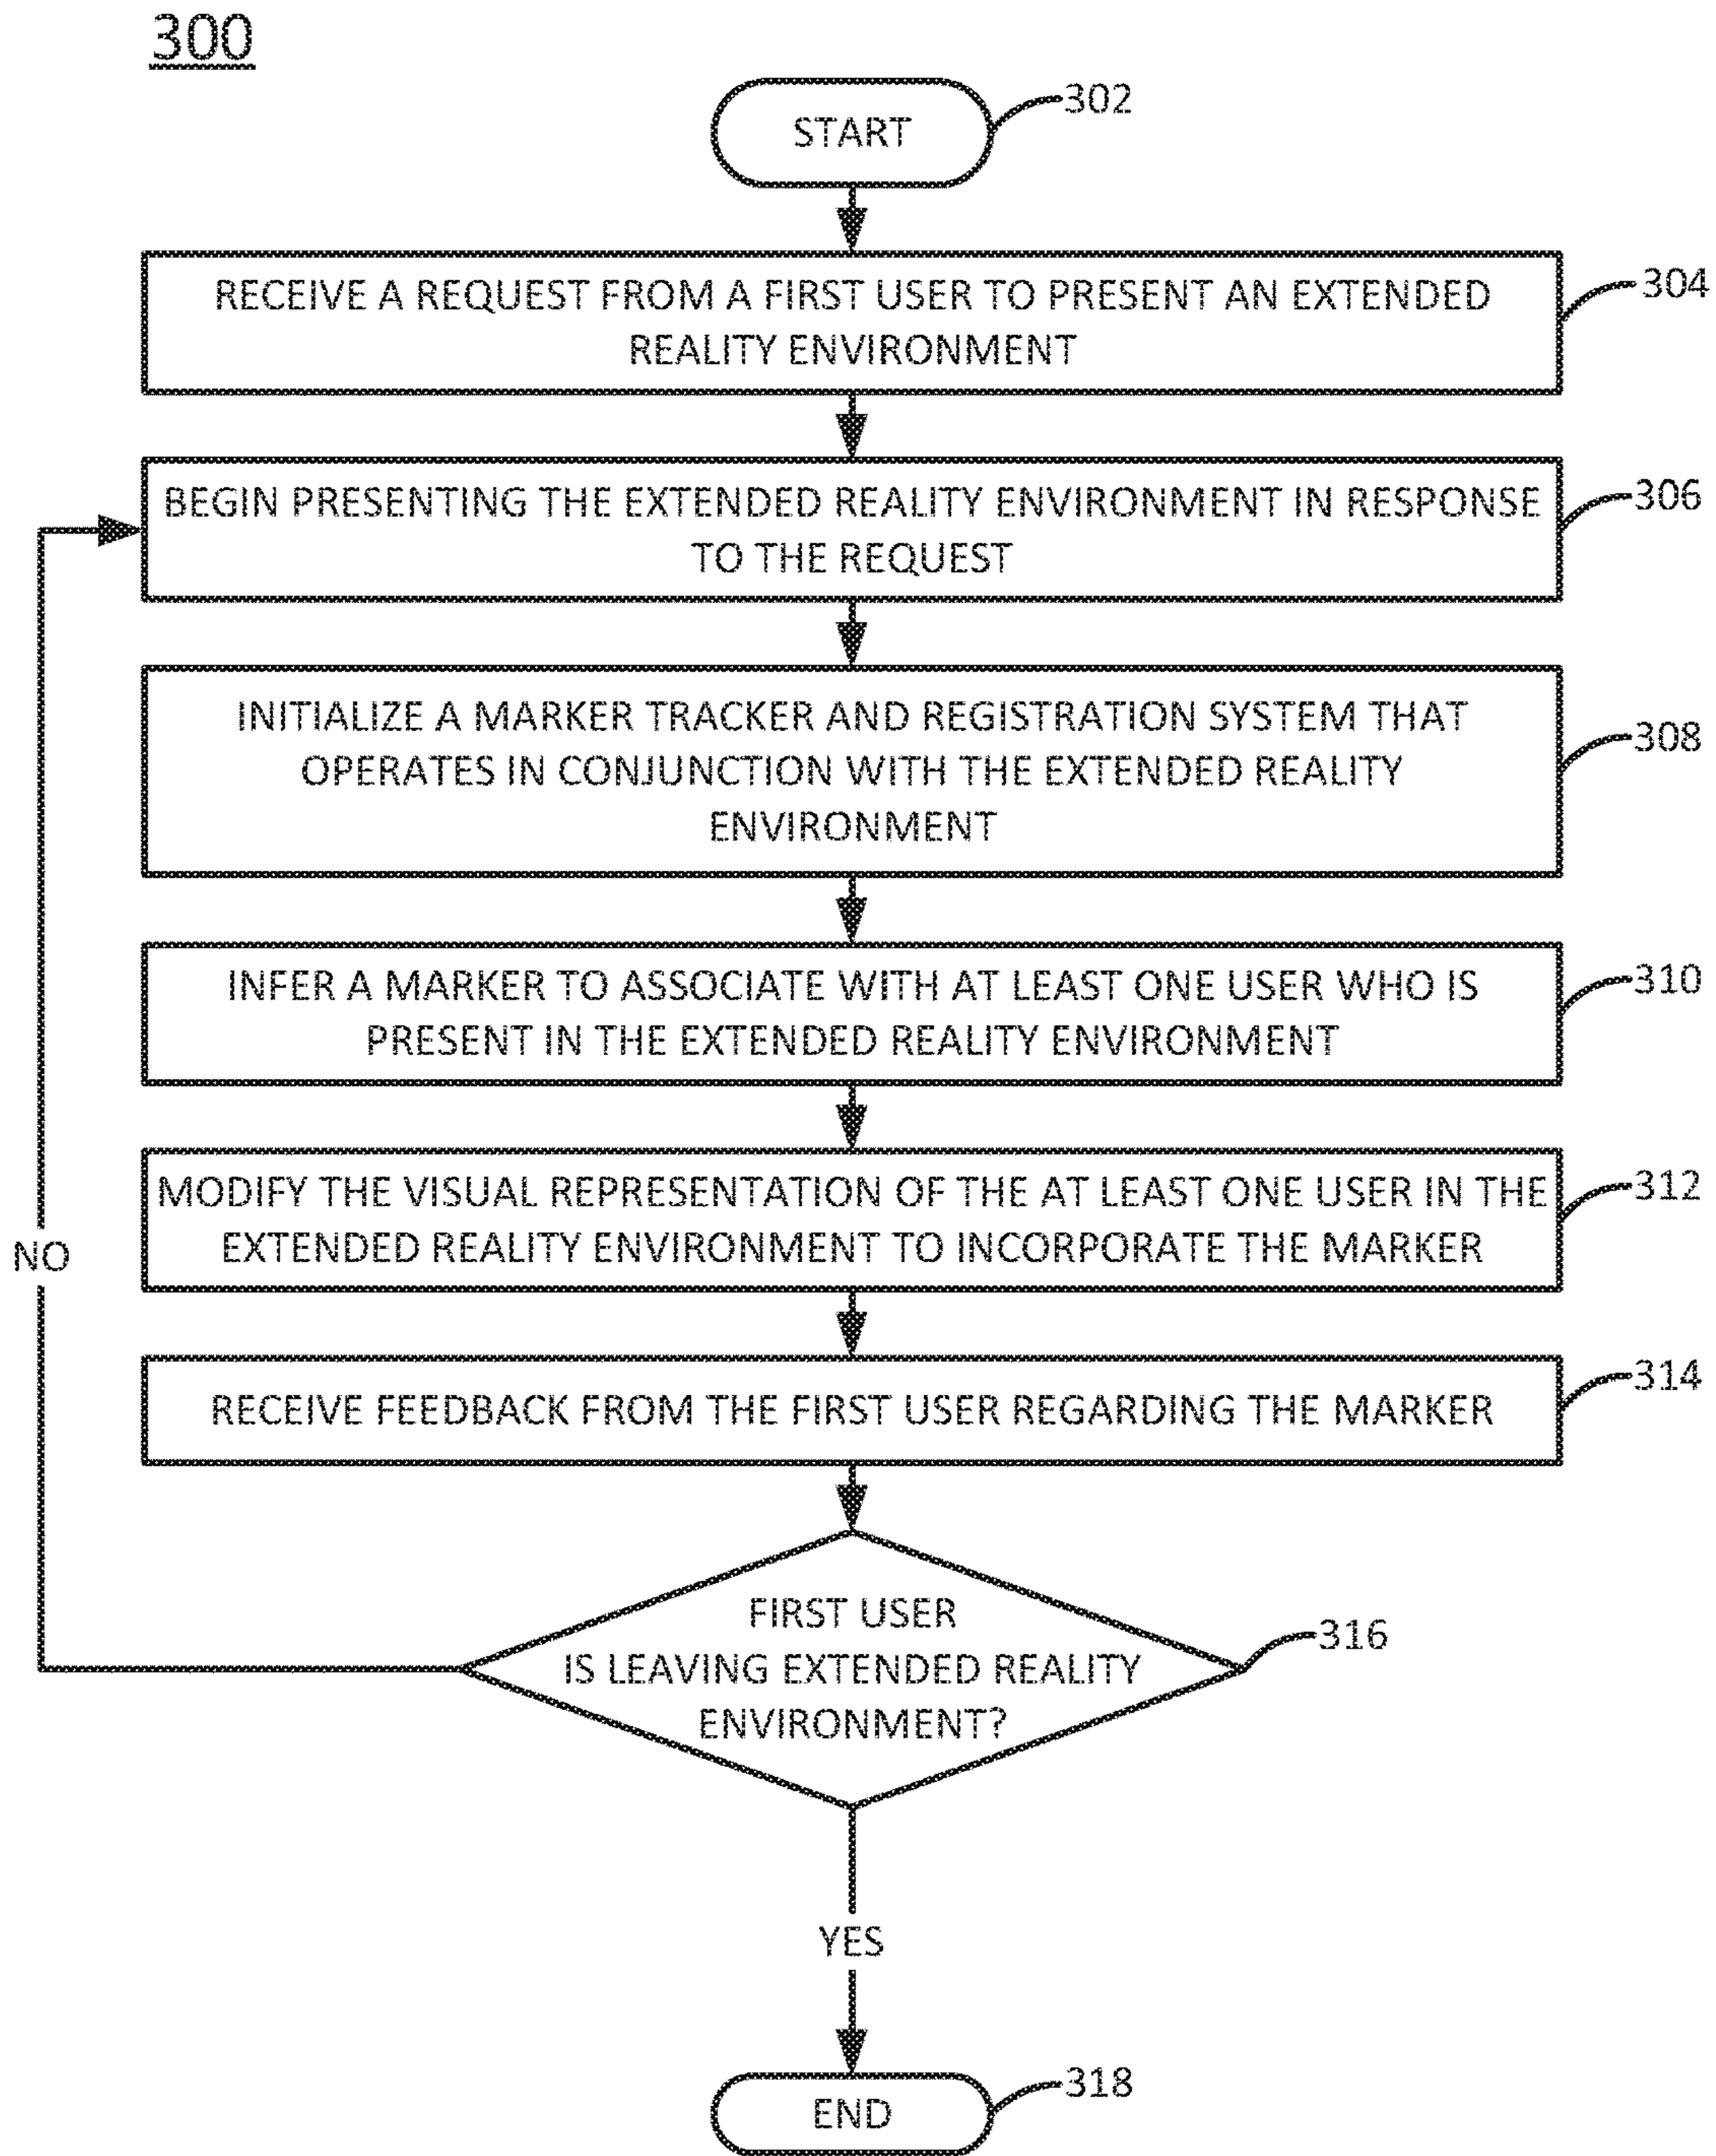 300
START
302
RECEIVE A REQUEST FROM A FIRST USER TO PRESENT AN EXTENDED
REALITY ENVIRONMENT
304
BEGIN PRESENTING THE EXTENDED REALITY ENVIRONMENT IN RESPONSE
TO THE REQUEST
306
INITIALIZE A MARKER TRACKER AND REGISTRATION SYSTEM THAT
OPERATES IN CONJUNCTION WITH THE EXTENDED REALITY
ENVIRONMENT
308
INFER A MARKER TO ASSOCIATE WITH AT LEAST ONE USER WHO IS
PRESENT IN THE EXTENDED REALITY ENVIRONMENT
310
MODIFY THE VISUAL REPRESENTATION OF THE AT LEAST ONE USER IN THE
EXTENDED REALITY ENVIRONMENT TO INCORPORATE THE MARKER
312
NO
RECEIVE FEEDBACK FROM THE FIRST USER REGARDING THE MARKER
314
FIRST USER
IS LEAVING EXTENDED REALITY
ENVIRONMENT?
316
YES
END
318